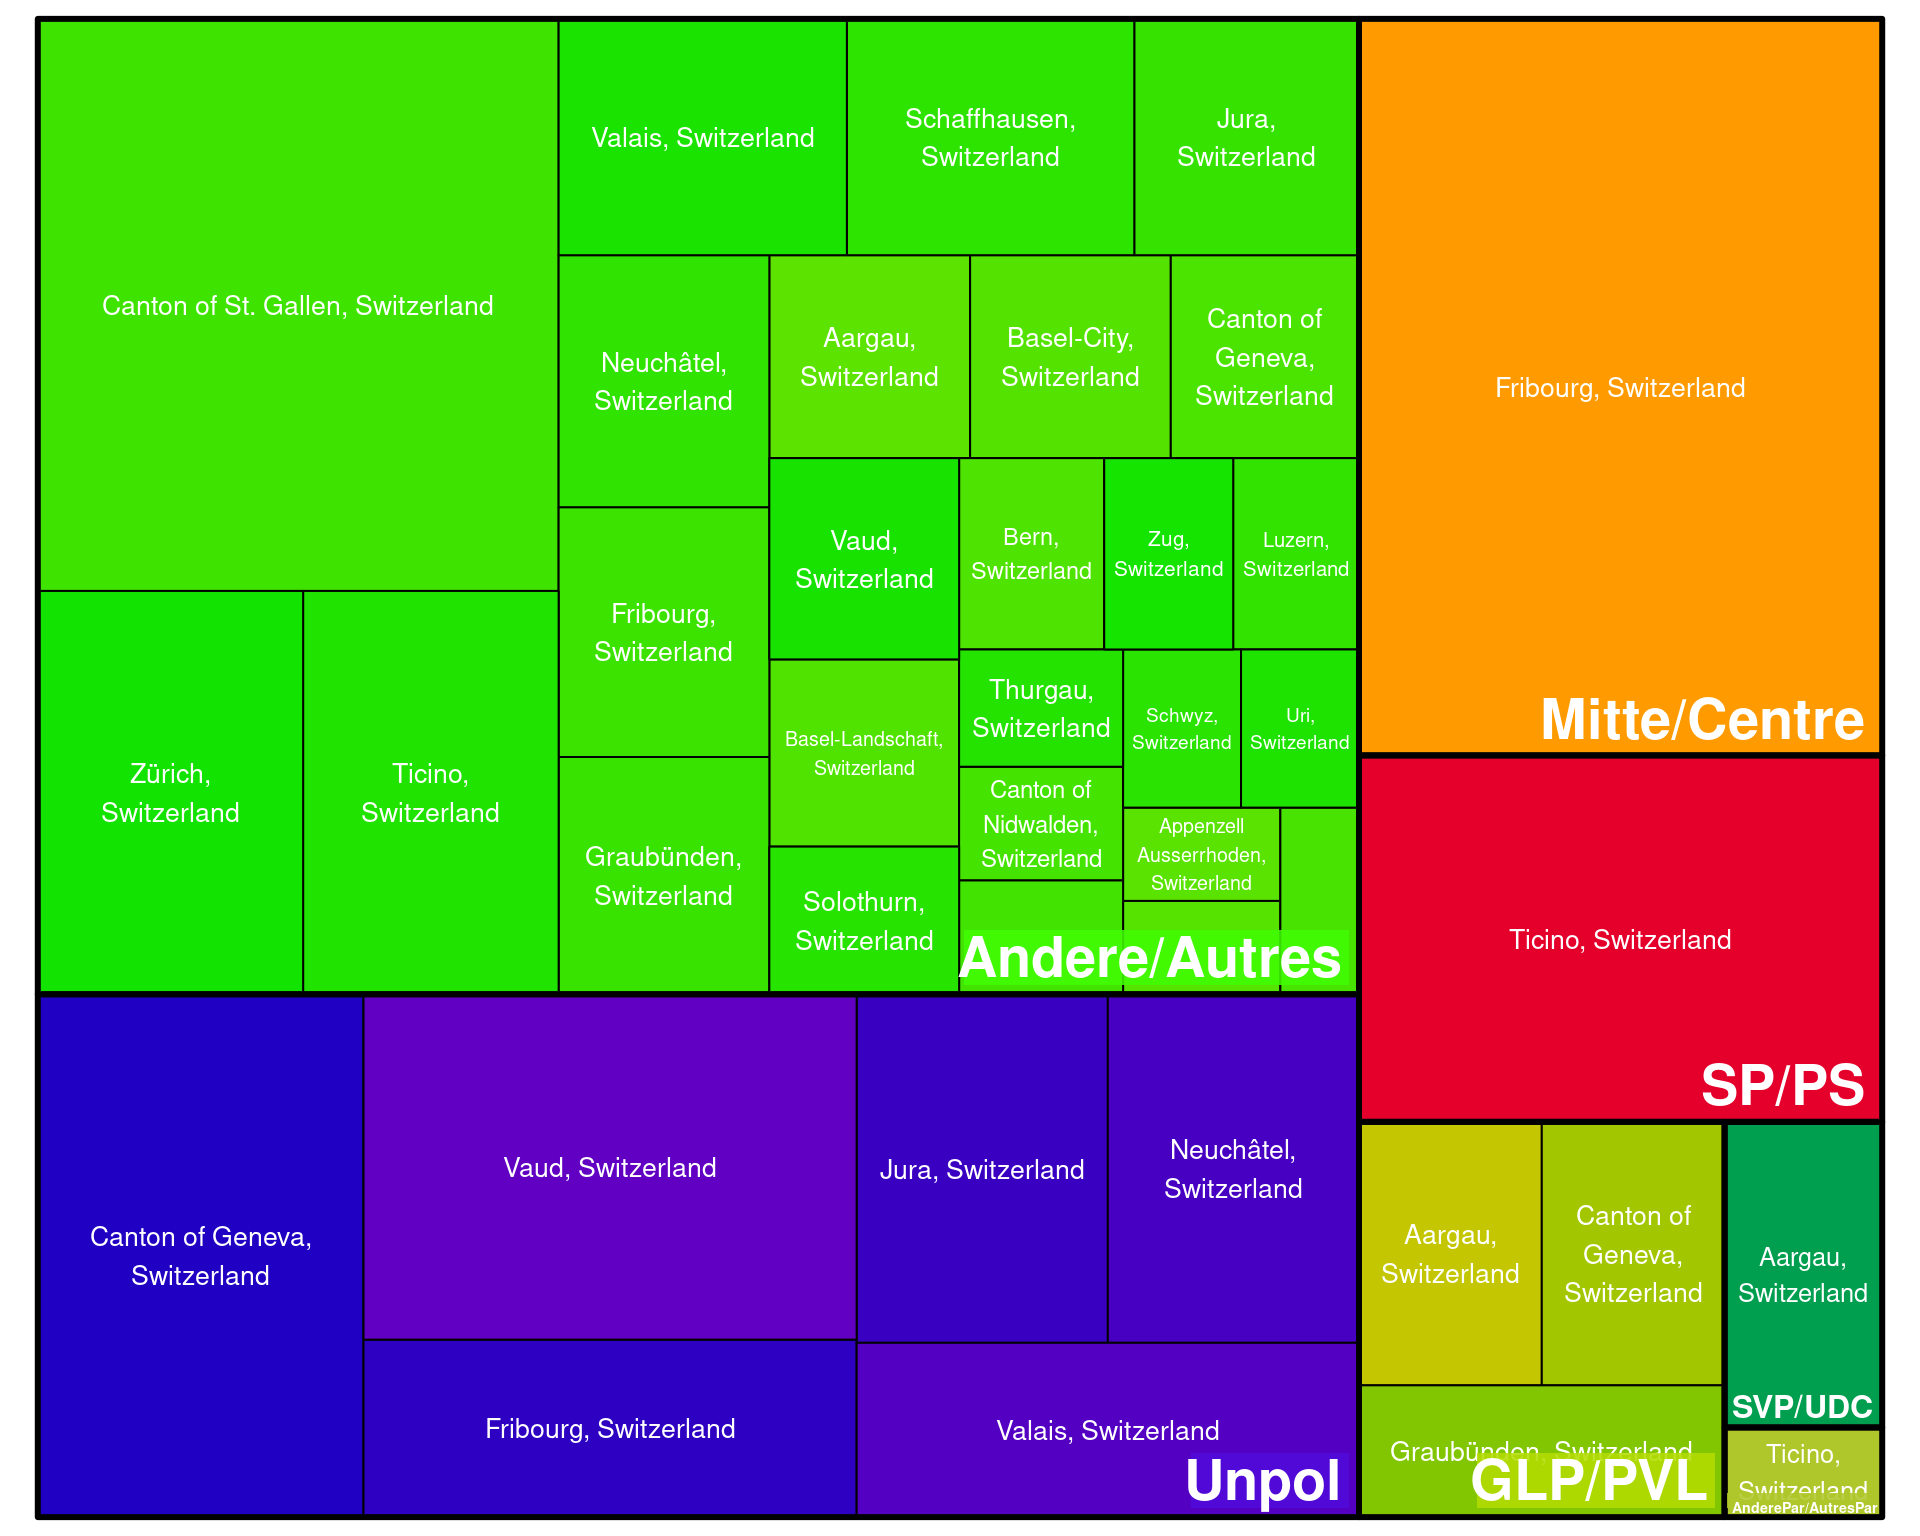 Canton of St. Gallen, Switzerland
Valais, Switzerland
Schaffhausen,
Switzerland
Jura,
Switzerland
Neuchâtel,
Switzerland
Aargau,
Switzerland
Basel-City,
Switzerland
Canton of
Geneva,
Switzerland
Zürich,
Switzerland
Ticino,
Switzerland
Fribourg,
Switzerland
Graubünden,
Switzerland
Vaud,
Switzerland
Bern,
Switzerland
Zug,
Switzerland
Luzern,
Switzerland
Basel-Landschaft,
Switzerland
Thurgau,
Switzerland
Schwyz,
Switzerland
Uri,
Switzerland
Canton of
Nidwalden,
Switzerland
Appenzell
Ausserrhoden,
Switzerland
Solothurn,
Switzerland
Andere/Autres
Canton of Geneva,
Switzerland
Vaud, Switzerland
Jura, Switzerland
Neuchâtel,
Switzerland
Fribourg, Switzerland
Valais, Switzerland
Unpol
Fribourg, Switzerland
Mitte/Centre
Ticino, Switzerland
SP/PS
Aargau,
Switzerland
Canton of
Geneva,
Switzerland
Graubünden, Switzerland
GLP/PVL
Aargau,
Switzerland
SVP/UDC
Ticino,
Switzerland
AnderePar/AutresPar